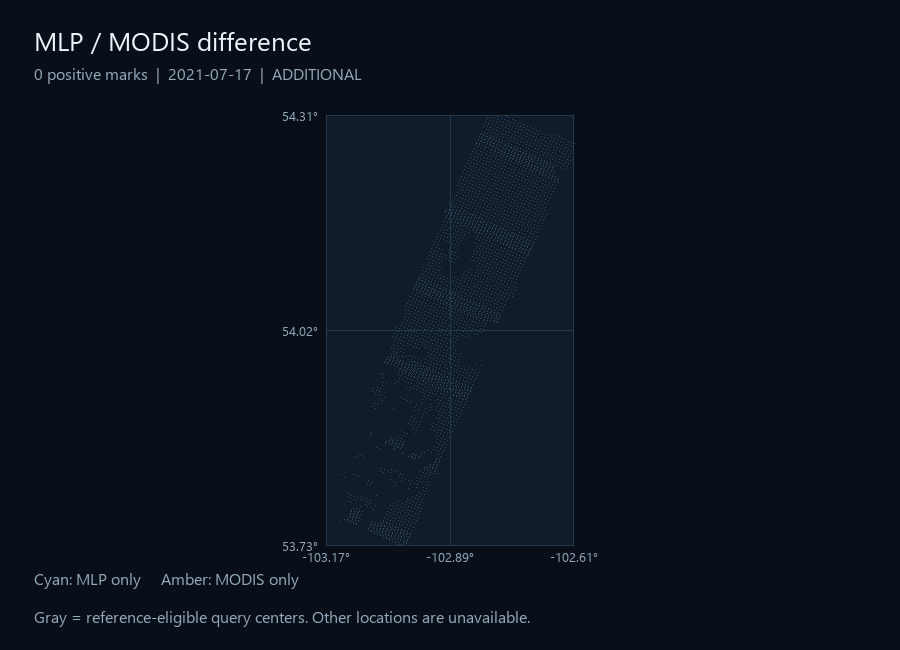 MLP / MODIS difference
0 positive marks | 2021-07-17 | ADDITIONAL
54.31°
54.02°
53.73°
-103.17° -102.89° -102.61°
Cyan: MLP only Amber: MODIS only
Gray = reference-eligible query centers. Other locations are unavailable.